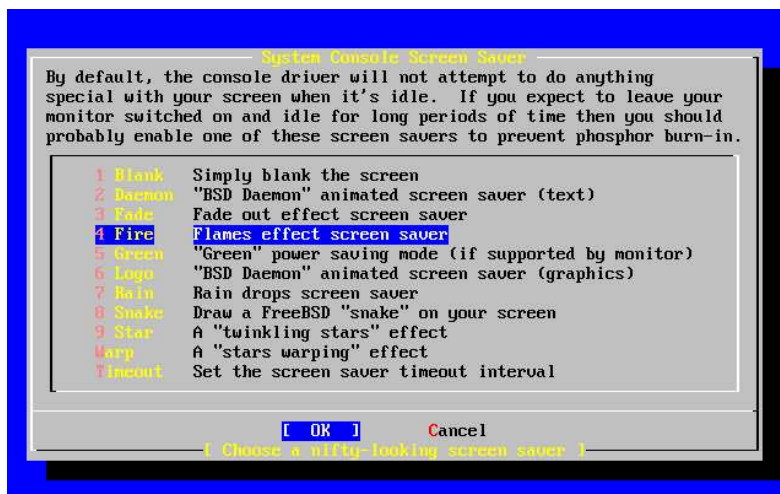 System Console Screen Saver
By default, the console driver will not attempt to do anything
special with your screen when it's idle.  If you expect to leave your
monitor switched on and idle for long periods of time then you should
probably enable one of these screen savers to prevent phosphor burn-in.
1 Blank Simply blank the screen
2 Daemon "BSD Daemon" animated screen saver (text)
3 Fade Fade out effect screen saver
4 Fire Flames effect screen saver
5 Green "Green" power saving mode (if supported by monitor)
6 Logo "BSD Daemon" animated screen saver (graphics)
7 Rain Rain drops screen saver
8 Snake Draw a FreeBSD "snake" on your screen
9 Star A "twinkling stars" effect
Warp A "stars warping" effect
Timeout Set the screen saver timeout interval
[ OK ] Cancel
[ Choose a nifty-looking screen saver ]